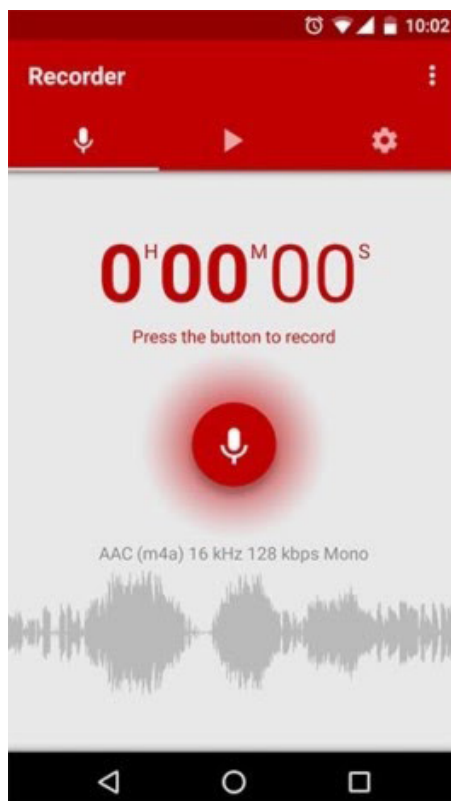 10:02
Recorder
0H00M00S
Press the button to record
AAC (m4a) 16 kHz 128 kbps Mono